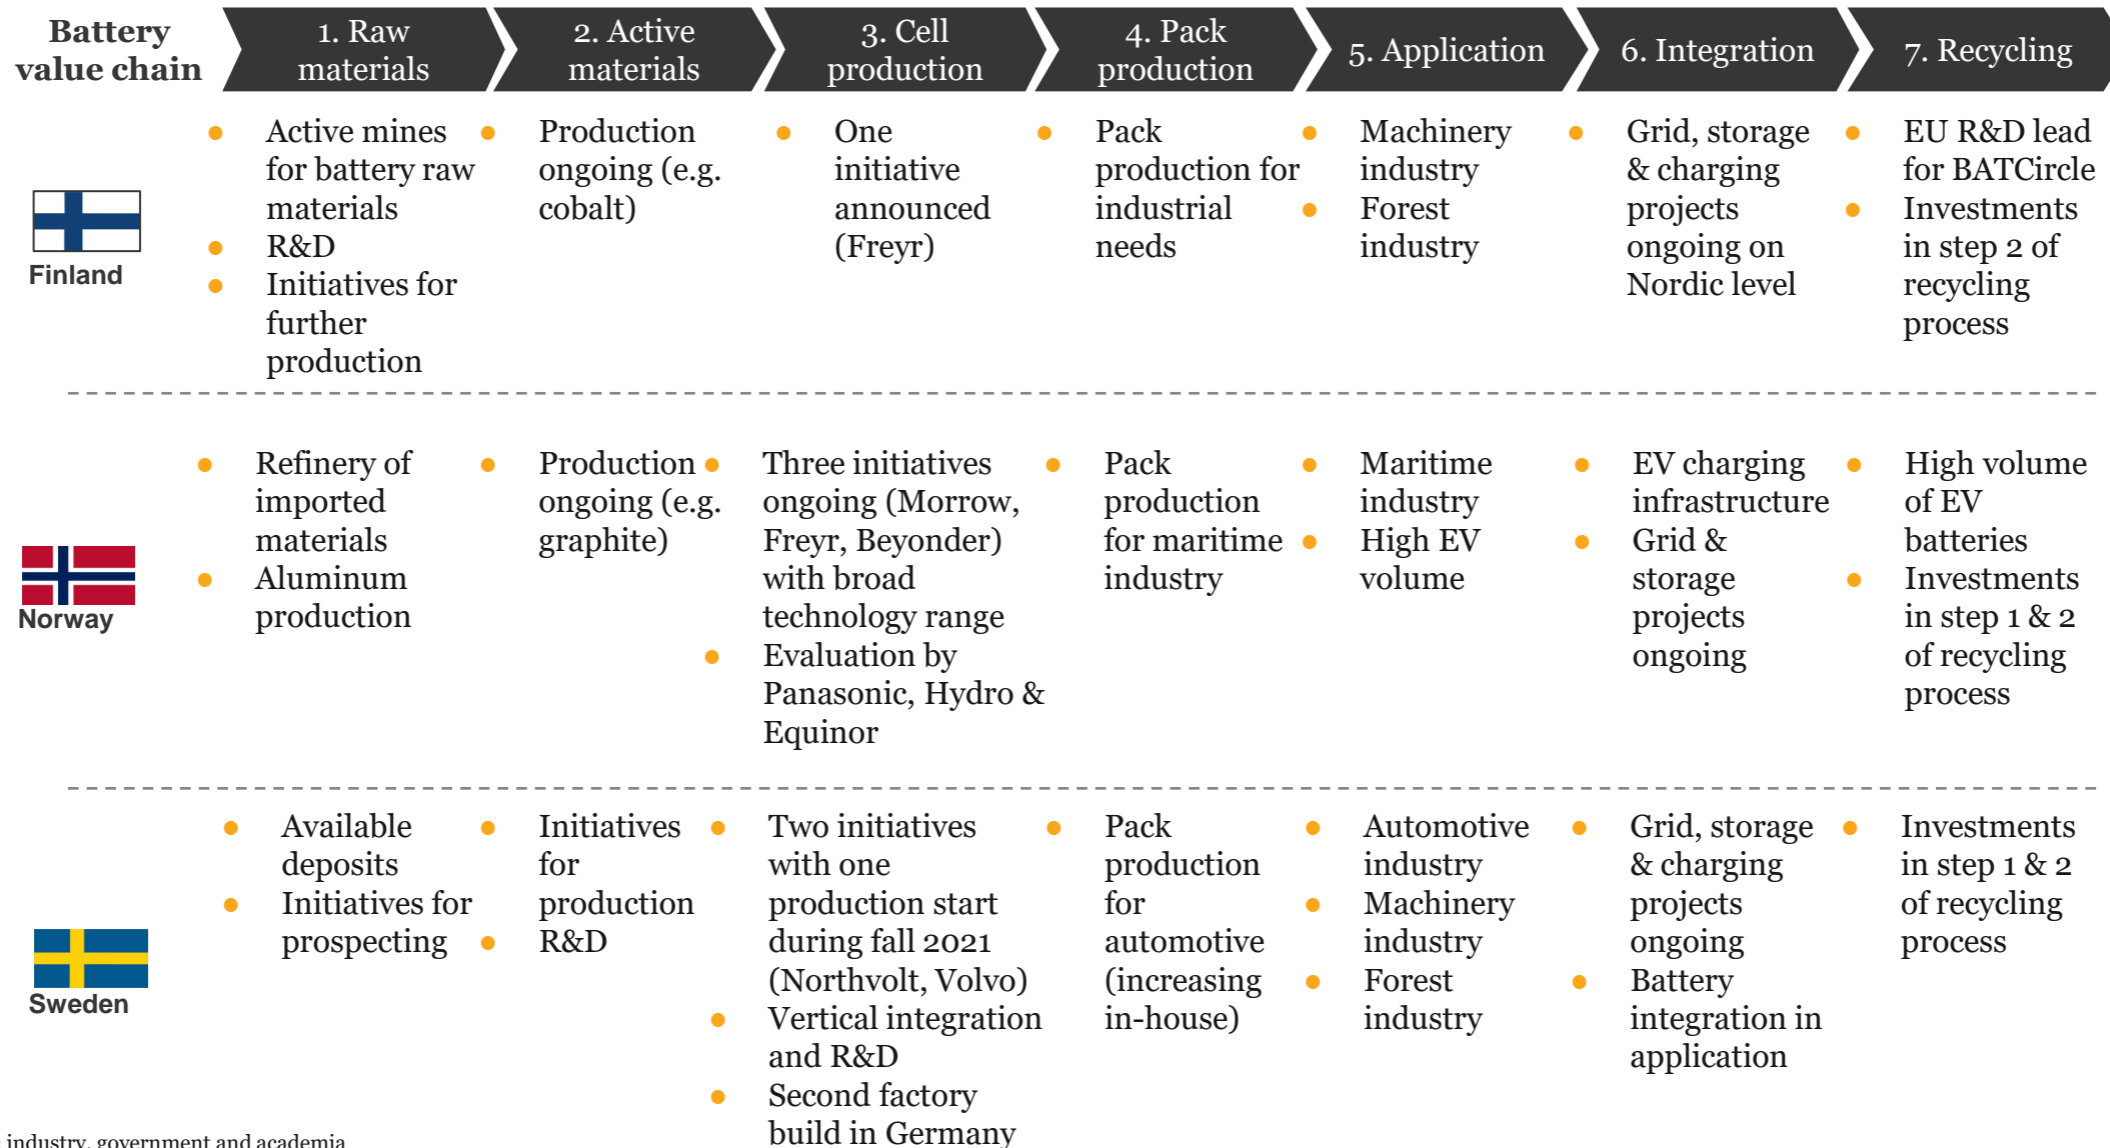 Battery
value chain
1. Raw
materials
2. Active
materials
3. Cell
production
4. Pack
production
5. Application
6. Integration
7. Recycling
Finland
Active mines
for battery raw
materials
R&D
Initiatives for
further
production
Production
ongoing (e.g.
cobalt)
One
initiative
announced
(Freyr)
Pack
production for
industrial
needs
Machinery
industry
Forest
industry
Grid, storage
& charging
projects
ongoing on
Nordic level
EU R&D lead
for BATCircle
Investments
in step 2 of
recycling
process
Norway
Refinery of
imported
materials
Aluminum
production
Production
ongoing (e.g.
graphite)
Three initiatives
ongoing (Morrow,
Freyr, Beyonder)
with broad
technology range
Evaluation by
Panasonic, Hydro &
Equinor
Pack
production
for maritime
industry
Maritime
industry
High EV
volume
EV charging
infrastructure
Grid &
storage
projects
ongoing
High volume
of EV
batteries
Investments
in step 1 & 2
of recycling
process
Sweden
Available
deposits
Initiatives for
prospecting
Initiatives
for
production
R&D
Two initiatives
with one
production start
during fall 2021
(Northvolt, Volvo)
Vertical integration
and R&D
Second factory
build in Germany
Pack
production
for
automotive
(increasing
in-house)
Automotive
industry
Machinery
industry
Forest
industry
Grid, storage
& charging
projects
ongoing
Battery
integration in
application
Investments
in step 1 & 2
of recycling
process
industry, government and academia